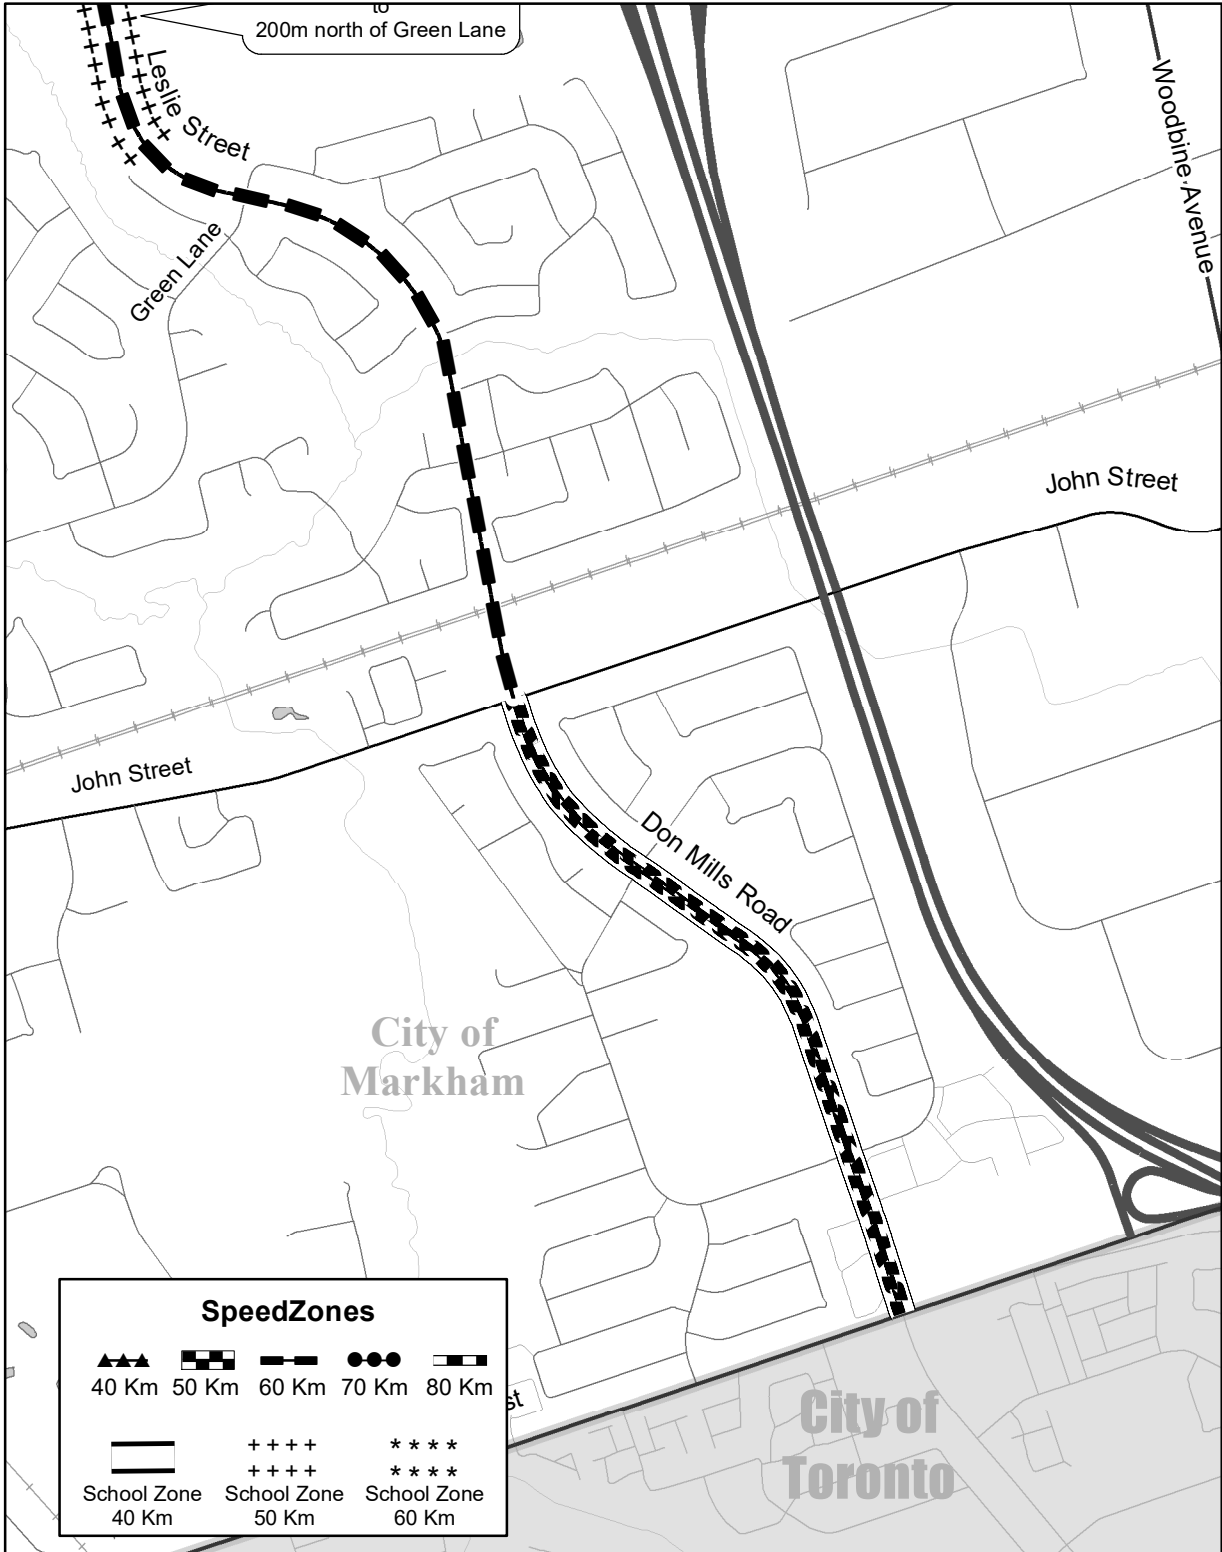 to
200m north of Green Lane
Leslie Street
Woodbine Avenue
Green Lane
John Street
John Street
Don Mills Road
City of
Markham
SpeedZones
40 Km 50 Km 60 Km 70 Km 80 Km
School Zone School Zone School Zone
40 Km 50 Km 60 Km
City of
Toronto